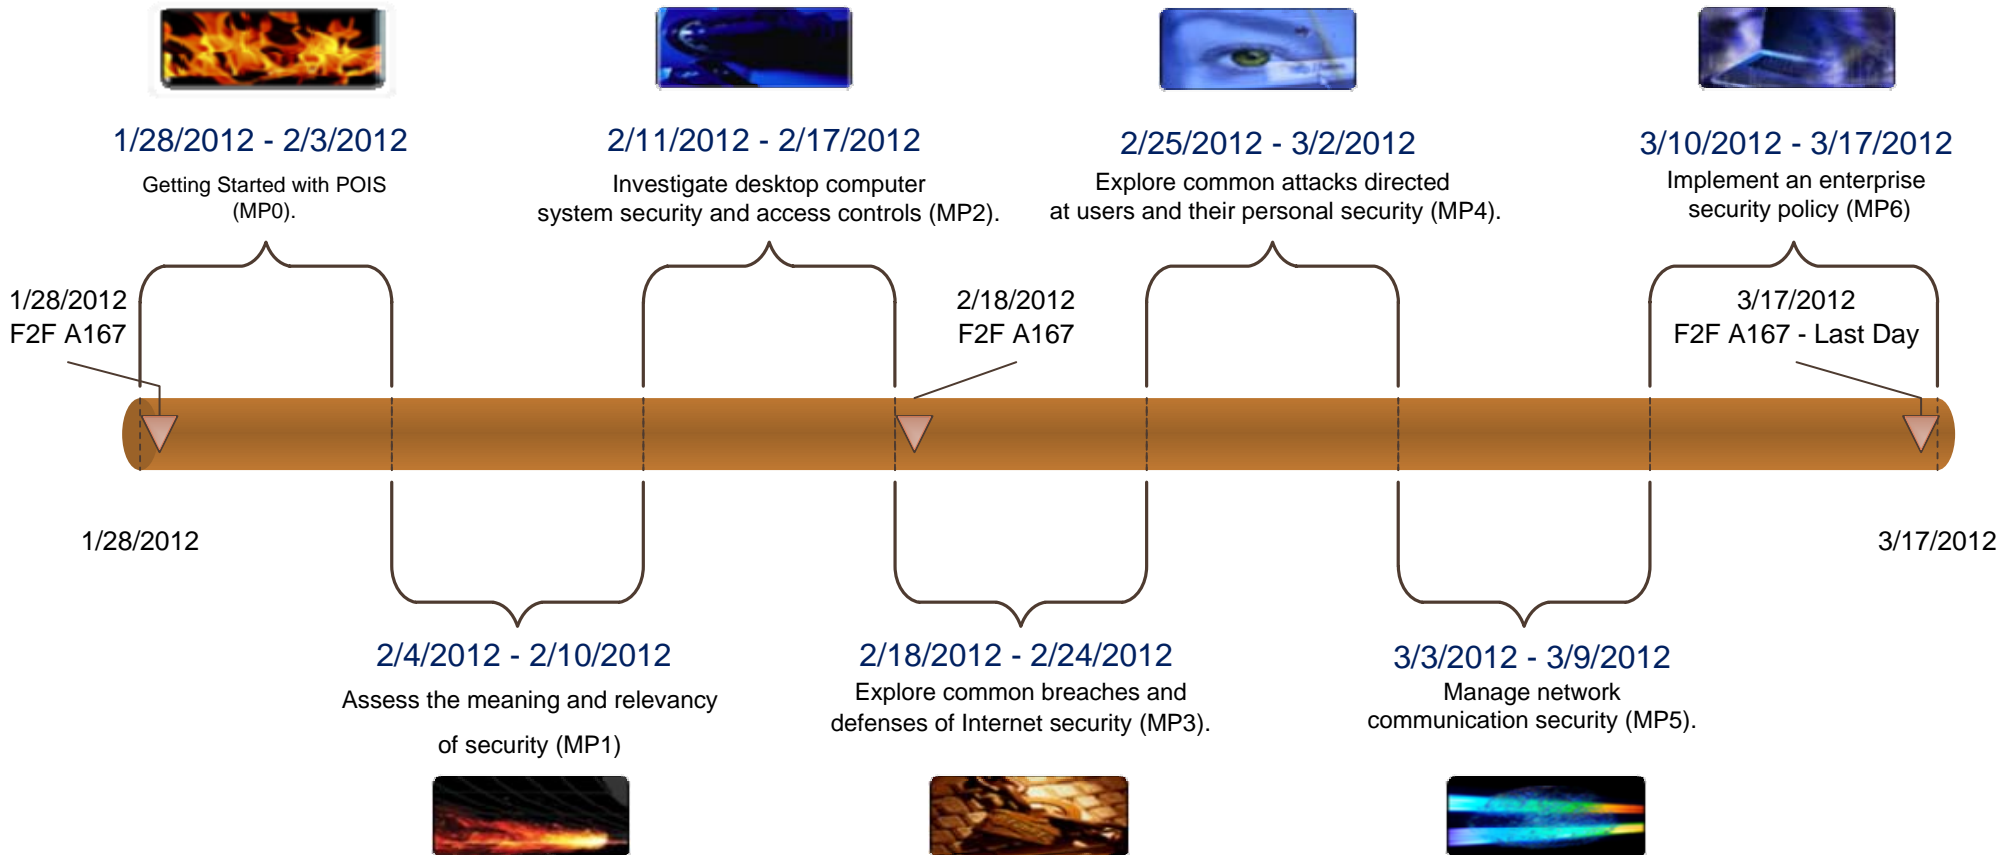 1/28/2012 - 2/3/2012
Getting Started with POIS
(MP0).
2/11/2012 - 2/17/2012
Investigate desktop computer
system security and access controls (MP2).
2/25/2012 - 3/2/2012
Explore common attacks directed
at users and their personal security (MP4).
3/10/2012 - 3/17/2012
Implement an enterprise
security policy (MP6)
1/28/2012
F2F A167
2/18/2012
F2F A167
3/17/2012
F2F A167 - Last Day
1/28/2012
3/17/2012
2/4/2012 - 2/10/2012
Assess the meaning and relevancy
of security (MP1)
2/18/2012 - 2/24/2012
Explore common breaches and
defenses of Internet security (MP3).
3/3/2012 - 3/9/2012
Manage network
communication security (MP5).